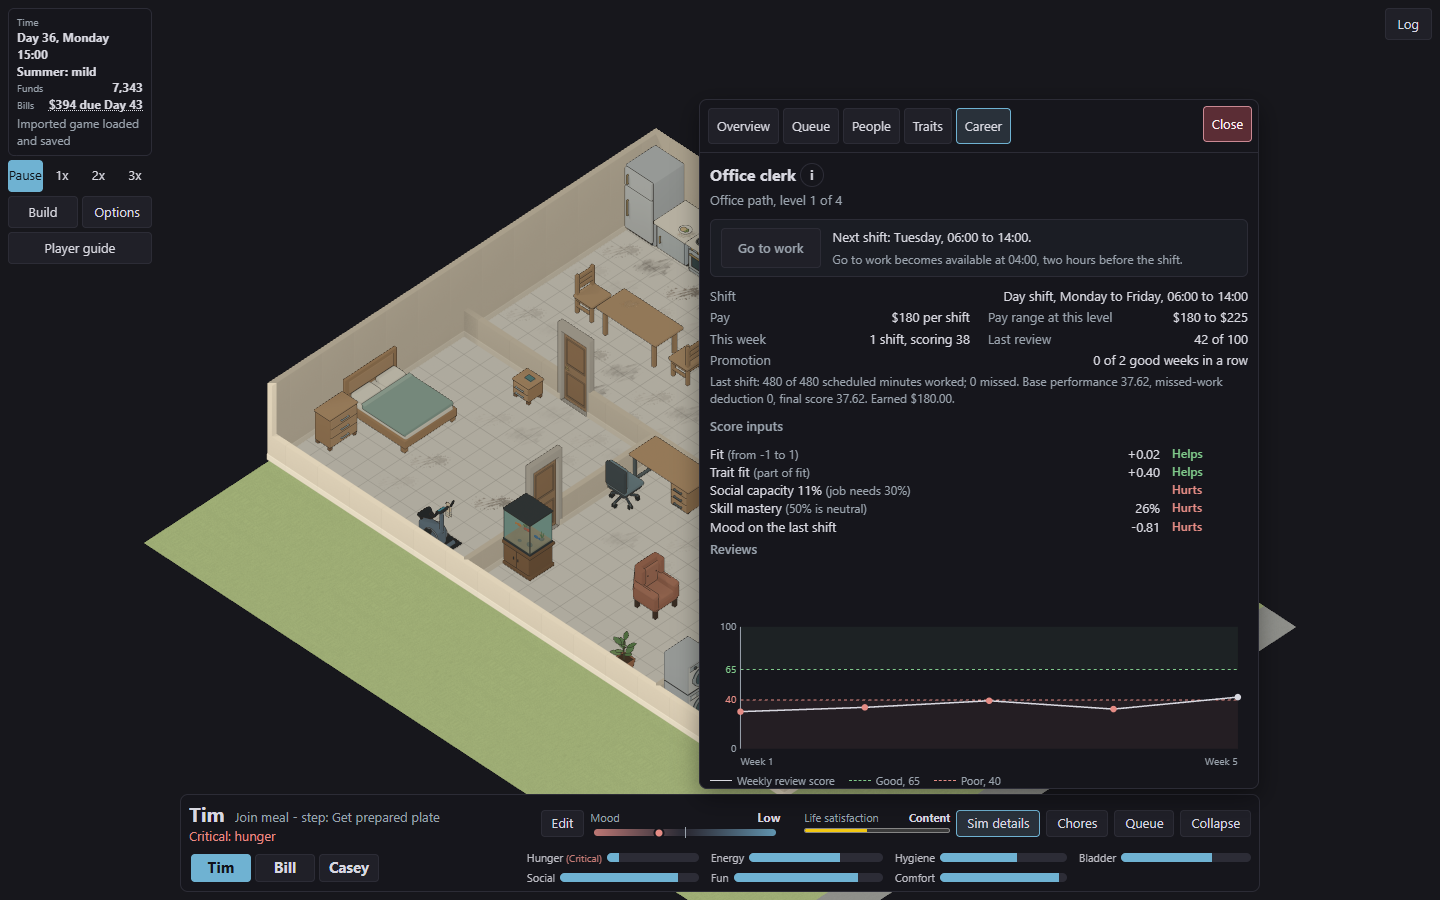 Time
Day 36, Monday
15:00
Summer: mild
Funds 7,343
Bills $394 due Day 43
Imported game loaded
and saved
Pause 1x 2x 3x
Build Options
Player guide
Log
Overview Queue People Traits Career Close
Office clerk i
Office path, level 1 of 4
Go to work
Next shift: Tuesday, 06:00 to 14:00.
Go to work becomes available at 04:00, two hours before the shift.
Shift Day shift, Monday to Friday, 06:00 to 14:00
Pay $180 per shift Pay range at this level $180 to $225
This week 1 shift, scoring 38 Last review 42 of 100
Promotion 0 of 2 good weeks in a row
Last shift: 480 of 480 scheduled minutes worked; 0 missed. Base performance 37.62, missed-work
deduction 0, final score 37.62. Earned $180.00.
Score inputs
Fit (from -1 to 1) +0.02 Helps
Trait fit (part of fit) +0.40 Helps
Social capacity 11% (job needs 30%) Hurts
Skill mastery (50% is neutral) 26% Hurts
Mood on the last shift -0.81 Hurts
Reviews
100
65
40
0
Week 1 Week 5
Weekly review score Good, 65 Poor, 40
Tim Join meal - step: Get prepared plate
Critical: hunger
Tim Bill Casey
Edit Mood Low Life satisfaction Content Sim details Chores Queue Collapse
Hunger (Critical) Energy Hygiene Bladder
Social Fun Comfort